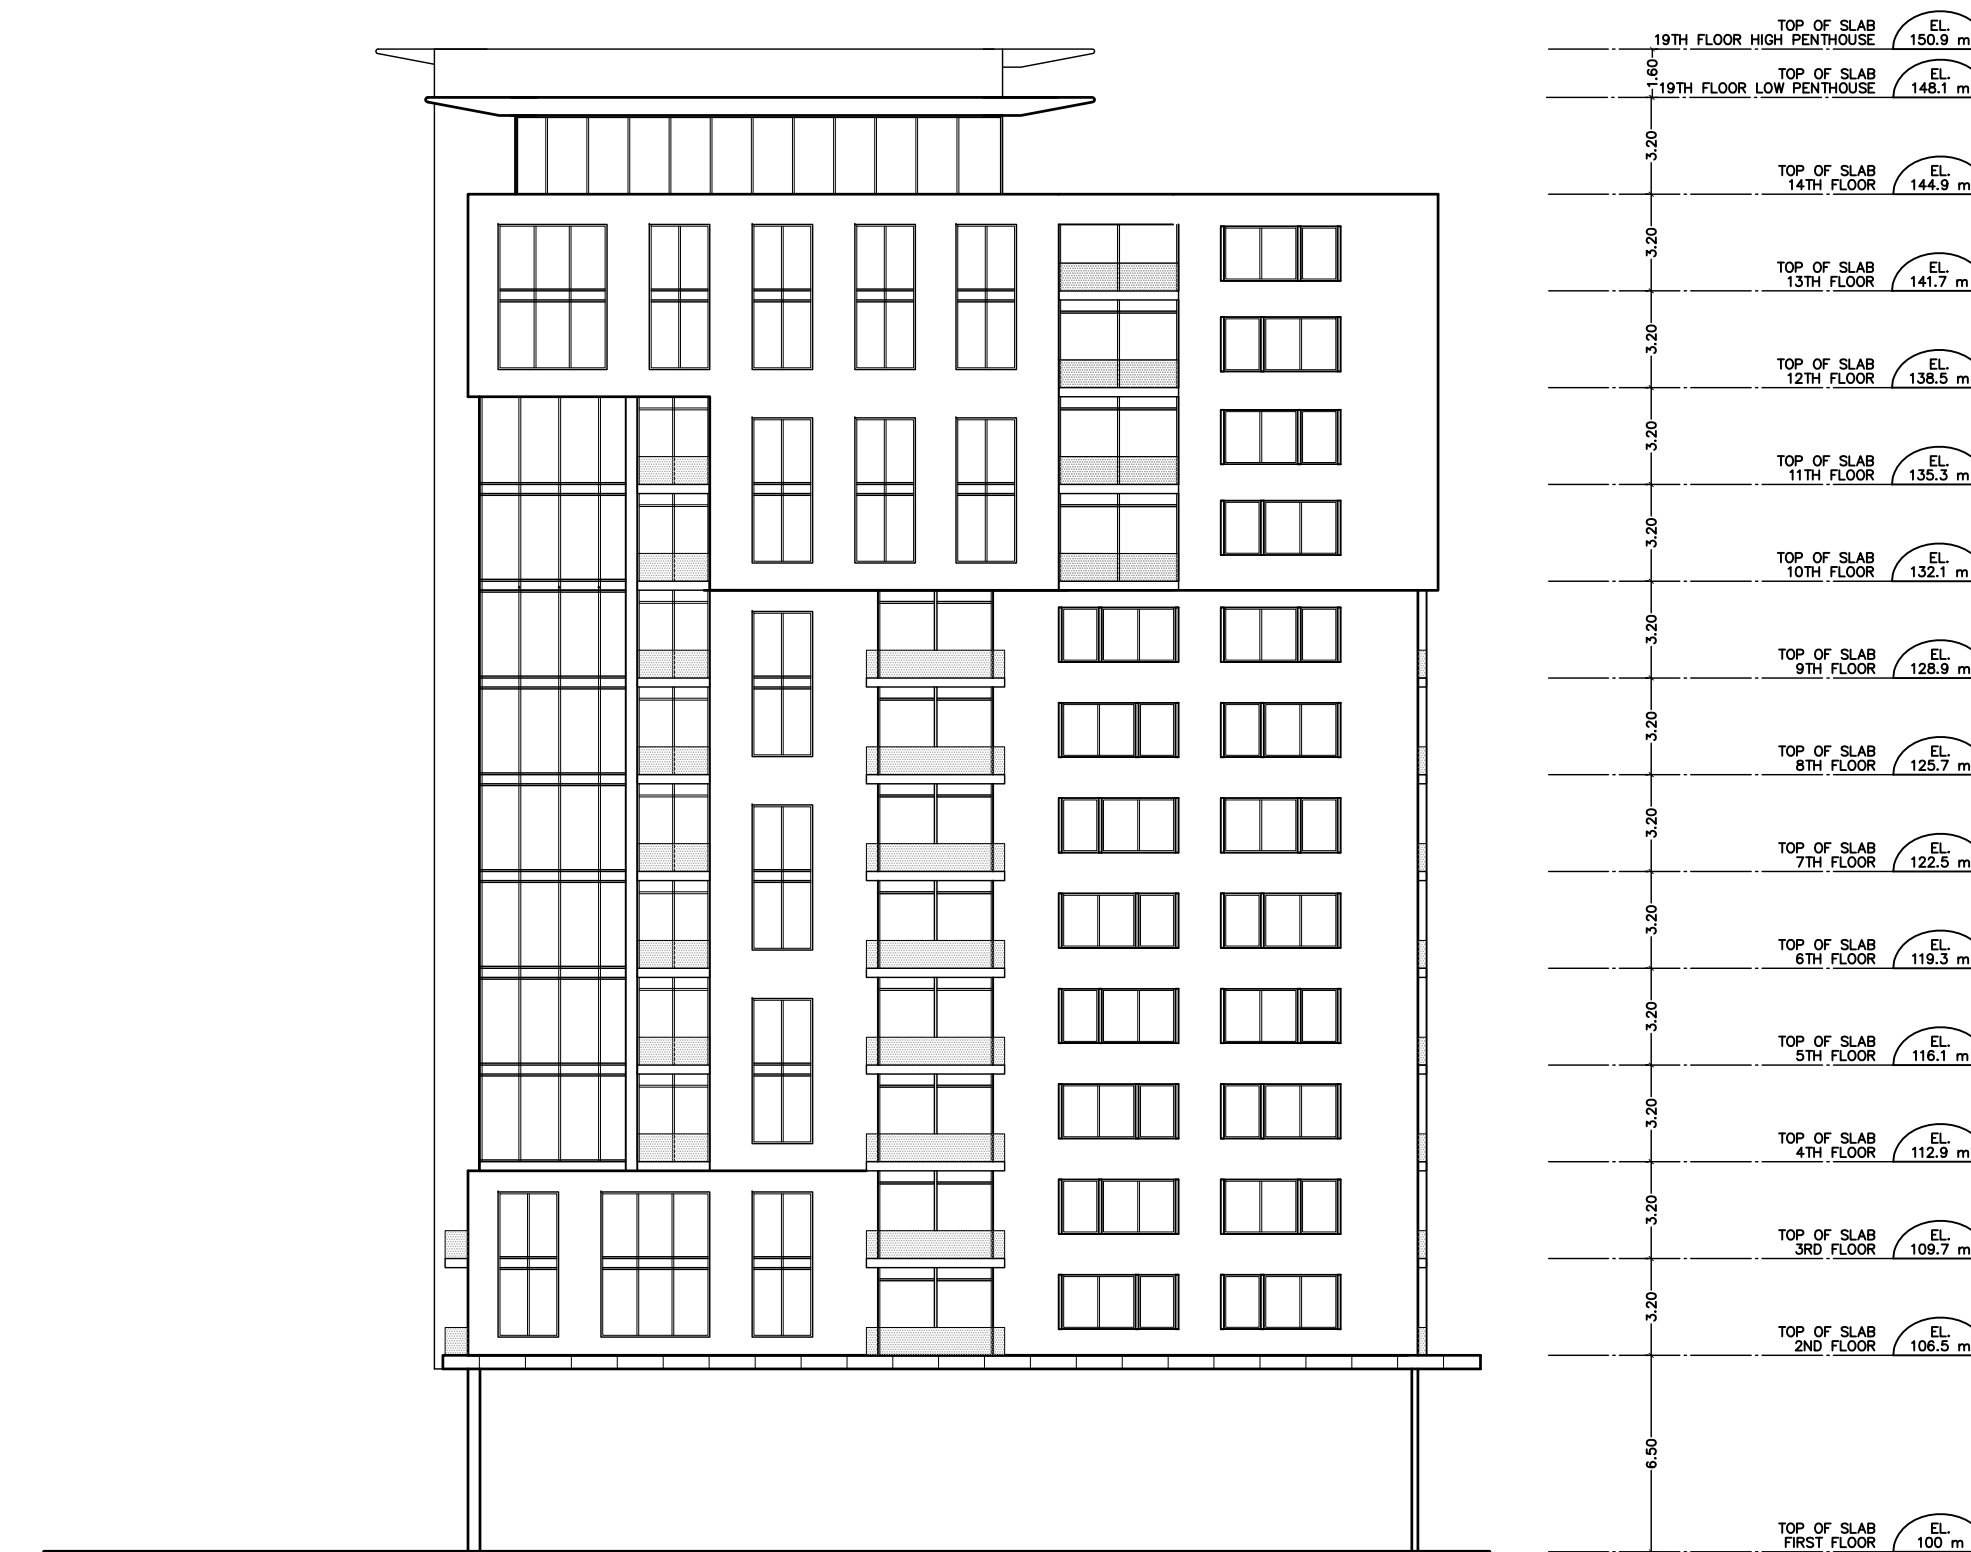 TOP OF SLAB
19TH FLOOR HIGH PENTHOUSE
EL.
150.9 m
1.60
TOP OF SLAB
19TH FLOOR LOW PENTHOUSE
EL.
148.1 m
3.20
TOP OF SLAB
14TH FLOOR
EL.
144.9 m
3.20
TOP OF SLAB
13TH FLOOR
EL.
141.7 m
3.20
TOP OF SLAB
12TH FLOOR
EL.
138.5 m
3.20
TOP OF SLAB
11TH FLOOR
EL.
135.3 m
3.20
TOP OF SLAB
10TH FLOOR
EL.
132.1 m
3.20
TOP OF SLAB
9TH FLOOR
EL.
128.9 m
3.20
TOP OF SLAB
8TH FLOOR
EL.
125.7 m
3.20
TOP OF SLAB
7TH FLOOR
EL.
122.5 m
3.20
TOP OF SLAB
6TH FLOOR
EL.
119.3 m
3.20
TOP OF SLAB
5TH FLOOR
EL.
116.1 m
3.20
TOP OF SLAB
4TH FLOOR
EL.
112.9 m
3.20
TOP OF SLAB
3RD FLOOR
EL.
109.7 m
3.20
TOP OF SLAB
2ND FLOOR
EL.
106.5 m
6.50
TOP OF SLAB
FIRST FLOOR
EL.
100 m